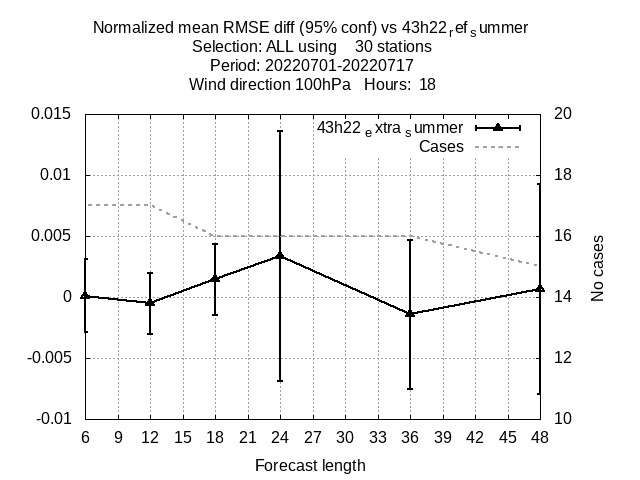 Normalized mean RMSE diff (95% conf) vs 43h22refsummer
Selection: ALL using 30 stations
Period: 20220701-20220717
Wind direction 100hPa Hours: 18
0.015 20
43h22extrasummer
Cases
0.01 18
0.005 16
No cases
0 14
-0.005 12
-0.01 10
6 9 12 15 18 21 24 27 30 33 36 39 42 45 48
Forecast length